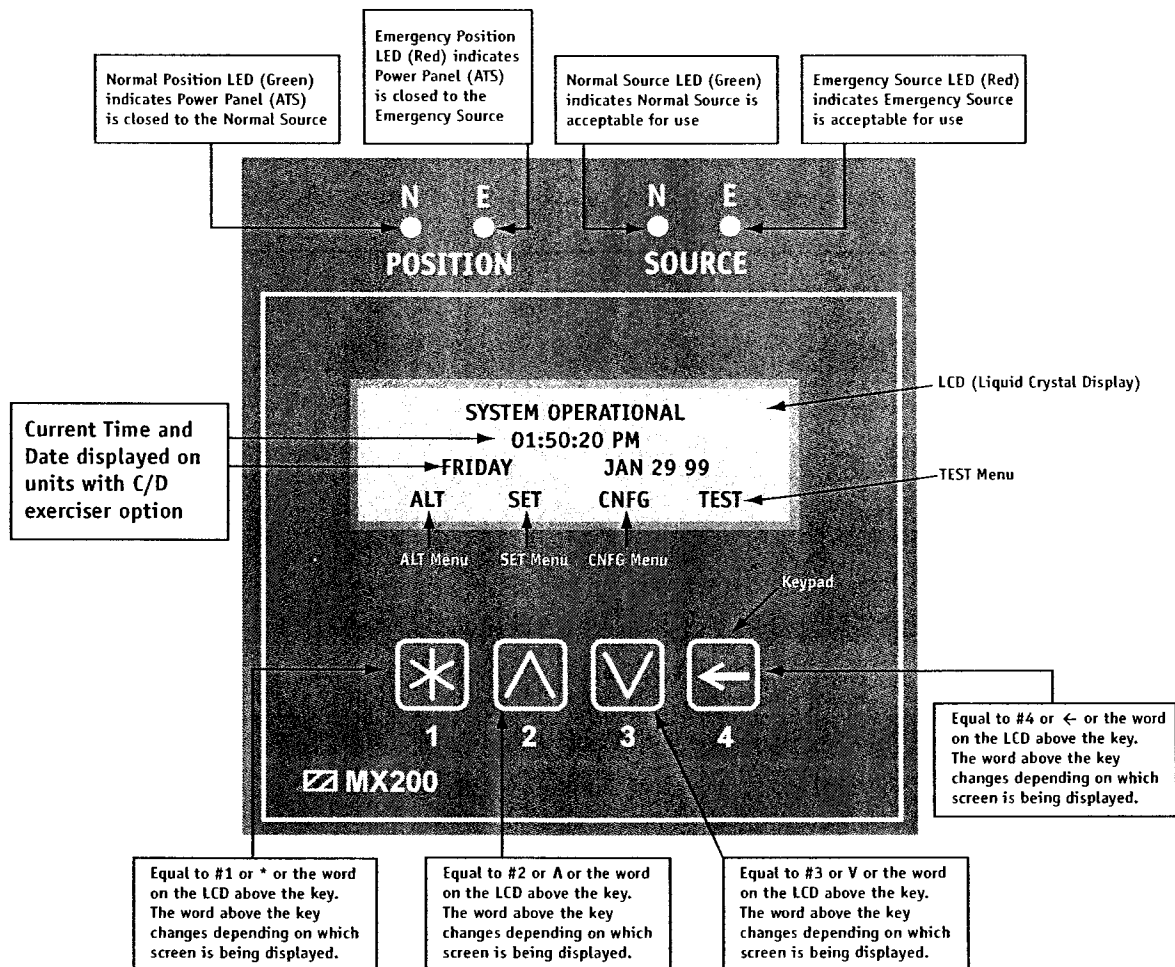 Normal Position LED (Green)
indicates Power Panel (ATS)
is closed to the Normal Source
Emergency Position
LED (Red) indicates
Power Panel (ATS)
is closed to the
Emergency Source
Normal Source LED (Green)
indicates Normal Source is
acceptable for use
Emergency Source LED (Red)
indicates Emergency Source
is acceptable for use
N E N E
POSITION SOURCE
LCD (Liquid Crystal Display)
SYSTEM OPERATIONAL
01:50:20 PM
FRIDAY JAN 29 99
ALT SET CNFG TEST
Current Time and
Date displayed on
units with C/D
exerciser option
TEST Menu
ALT Menu SET Menu CNFG Menu
Keypad
1 2 3 4
MX200
Equal to #4 or ← or the word
on the LCD above the key.
The word above the key
changes depending on which
screen is being displayed.
Equal to #1 or * or the word
on the LCD above the key.
The word above the key
changes depending on which
screen is being displayed.
Equal to #2 or Λ or the word
on the LCD above the key.
The word above the key
changes depending on which
screen is being displayed.
Equal to #3 or V or the word
on the LCD above the key.
The word above the key
changes depending on which
screen is being displayed.